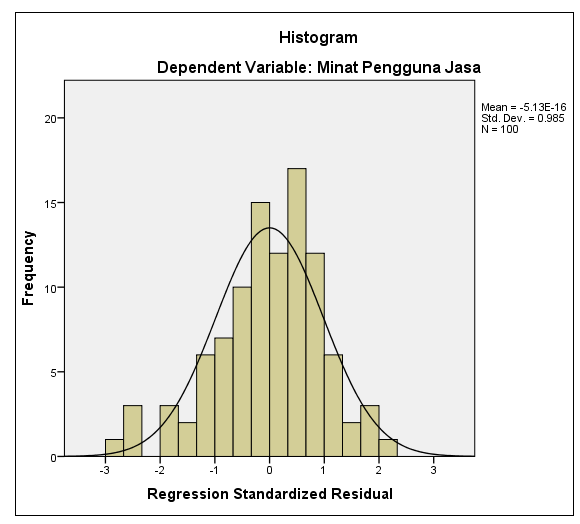 Histogram
Dependent Variable: Minat Pengguna Jasa
Mean = -5.13E-16
Std. Dev. = 0.985
N = 100
Frequency
20
15
10
5
0
-3 -2 -1 0 1 2 3
Regression Standardized Residual